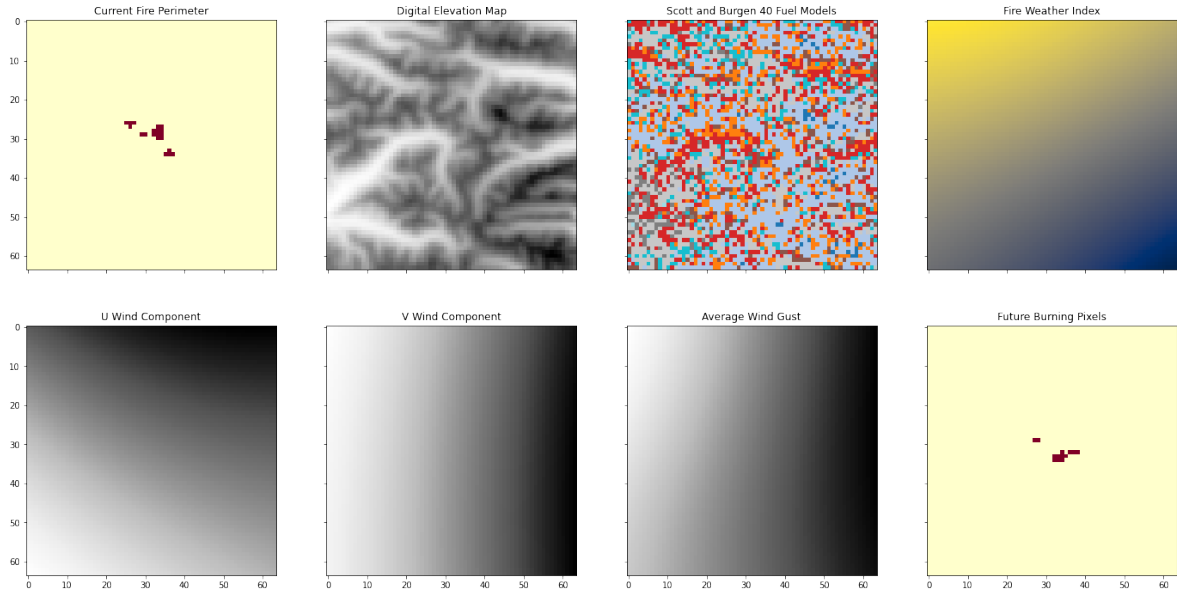 Current Fire Perimeter
Digital Elevation Map
Scott and Burgen 40 Fuel Models
Fire Weather Index
0
10
20
30
40
50
60
U Wind Component
V Wind Component
Average Wind Gust
Future Burning Pixels
0
10
20
30
40
50
60
0 10 20 30 40 50 60
0 10 20 30 40 50 60
0 10 20 30 40 50 60
0 10 20 30 40 50 60